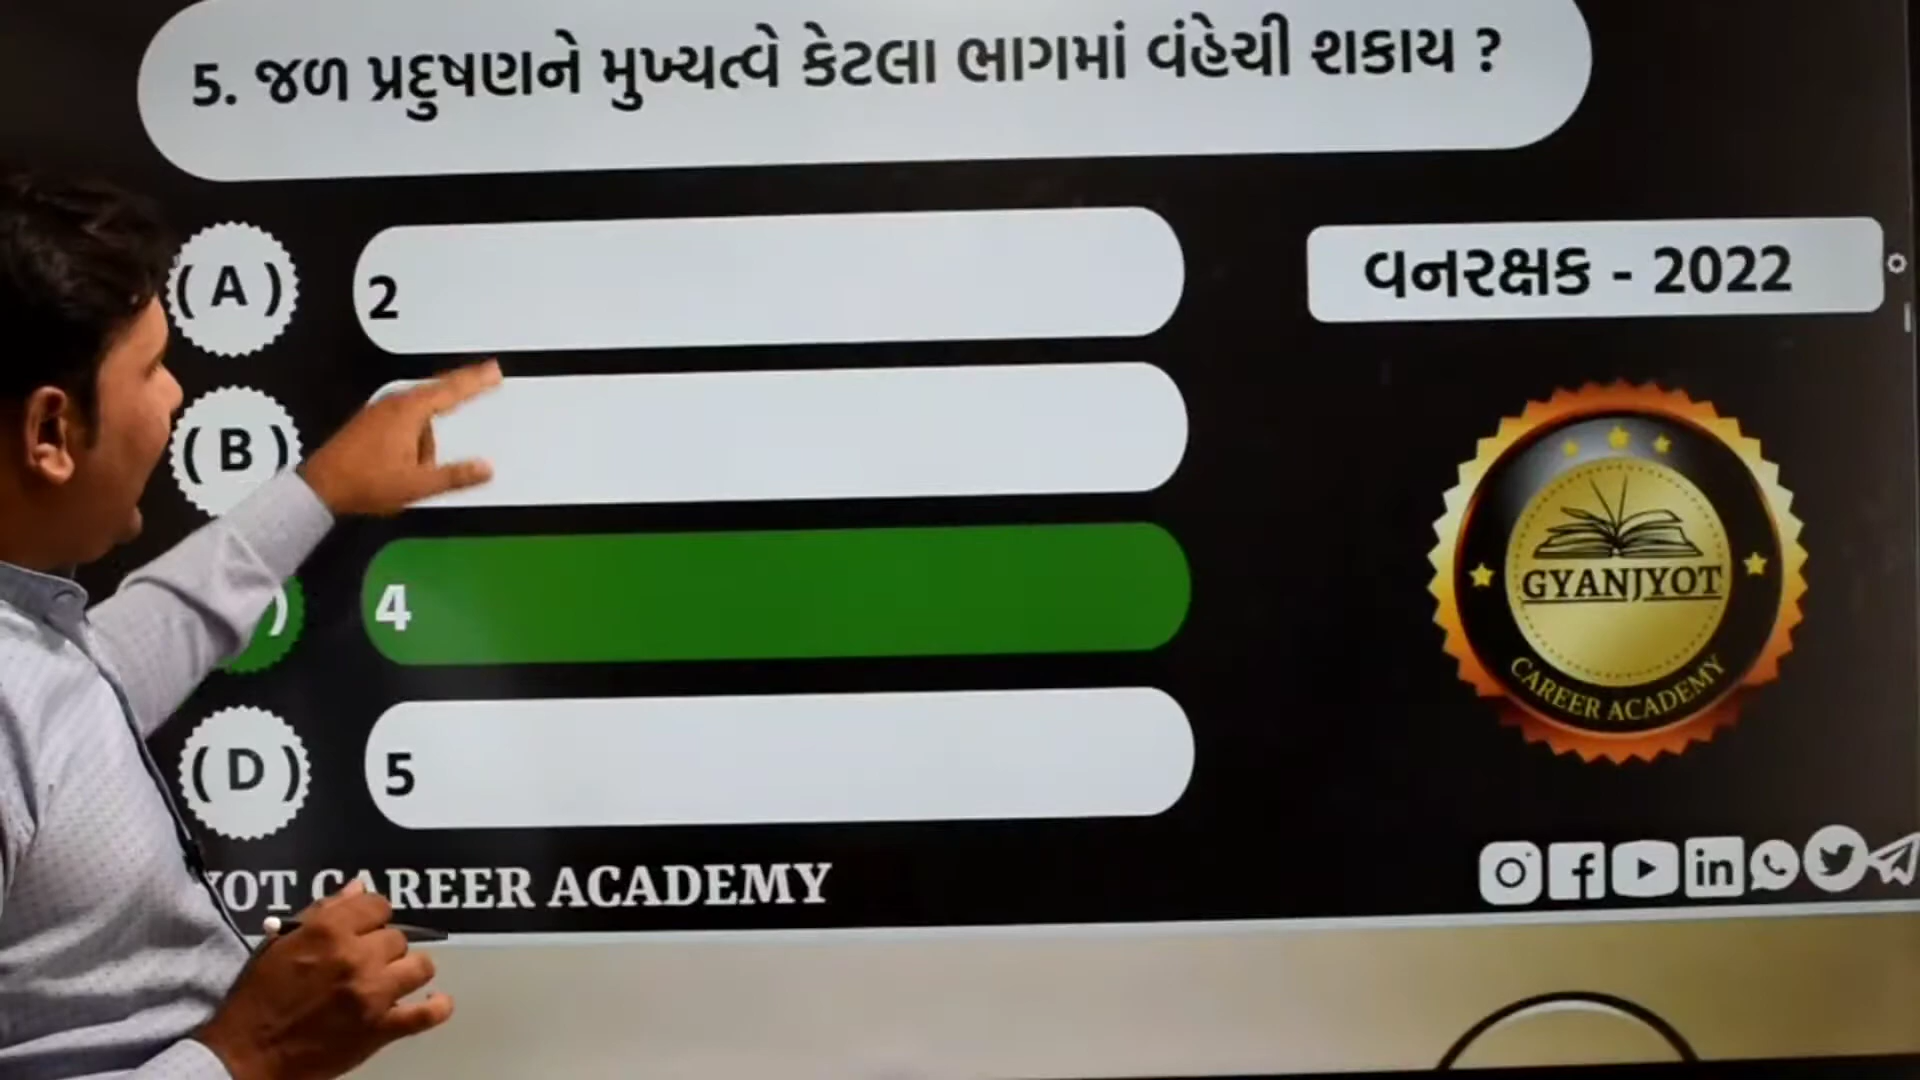 5. જળ પ્રદુષણને મુખ્યત્વે કેટલા ભાગમાં વંહેચી શકાય ?
( A ) 2
વનરક્ષક - 2022
( B )
) 4
( D ) 5
GYANJYOT
CAREER ACADEMY
YOT CAREER ACADEMY